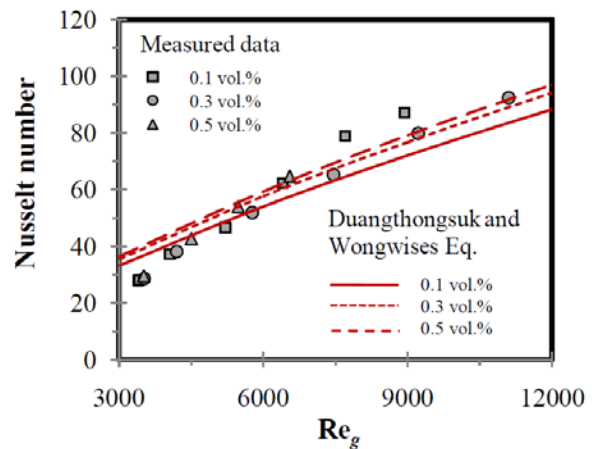 120
100
80
60
40
20
0
Nusselt number
Measured data
0.1 vol.%
0.3 vol.%
0.5 vol.%
Duangthongsuk and
Wongwises Eq.
0.1 vol.%
0.3 vol.%
0.5 vol.%
3000 6000 9000 12000
Reg